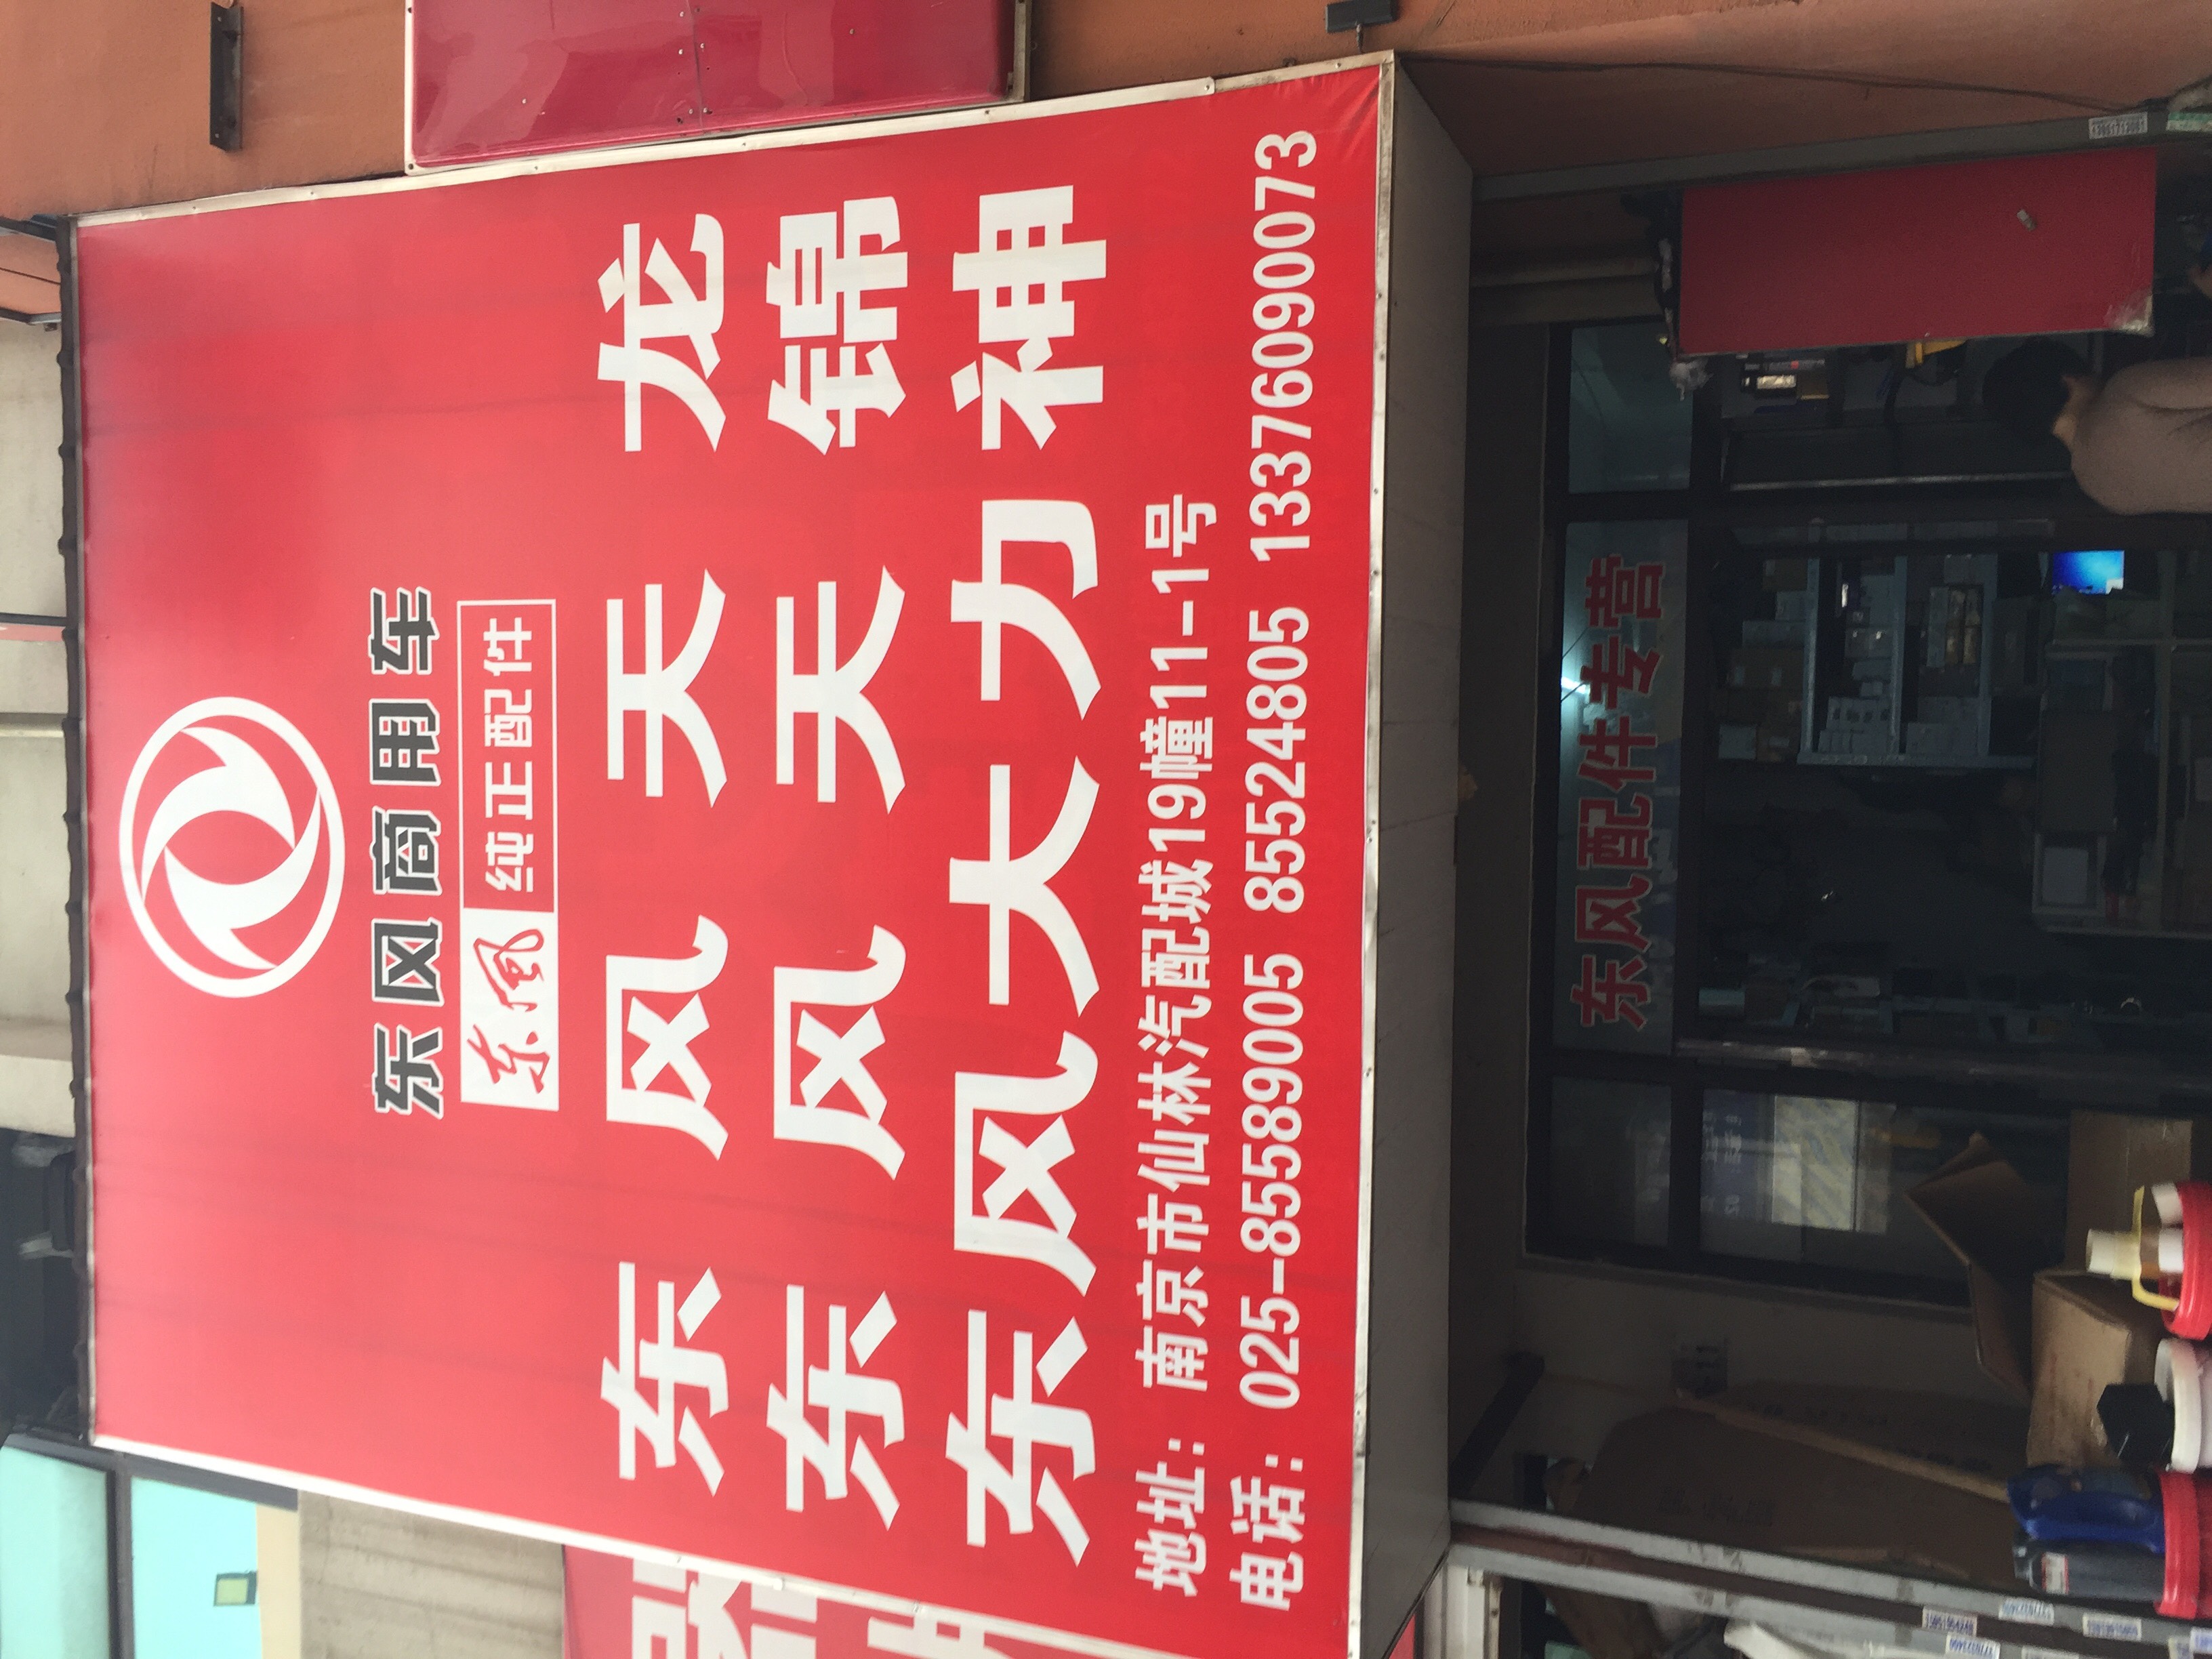 东风商用车
东风 纯正配件
东风天龙
东风天锦
东风大力神
地址：南京市仙林汽配城19幢11-1号
电话：025-85589005 85524805 13376090073
东风配件专营